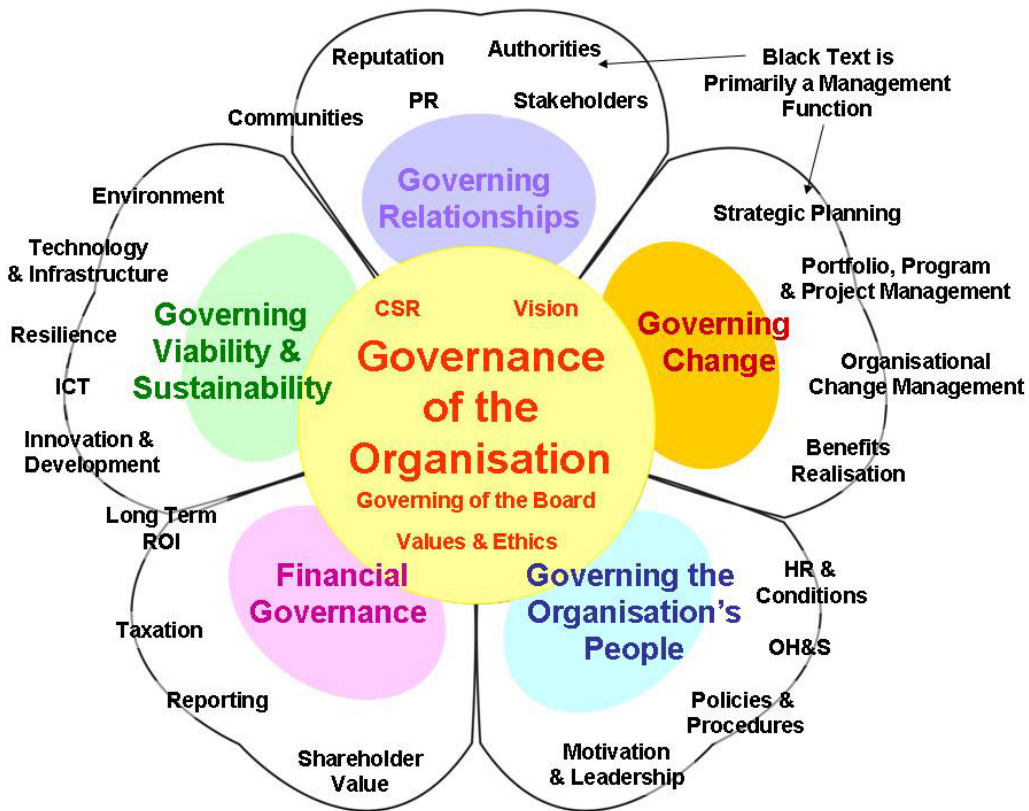 Reputation
Authorities
PR
Stakeholders
Communities
Black Text is
Primarily a Management
Function
Governing
Relationships
Environment
Technology
& Infrastructure
Resilience
ICT
Innovation &
Development
Governing
Viability &
Sustainability
CSR
Vision
Governance
of the
Organisation
Governing of the Board
Values & Ethics
Governing
Change
Strategic Planning
Portfolio, Program
& Project Management
Organisational
Change Management
Benefits
Realisation
Long Term
ROI
Taxation
Reporting
Shareholder
Value
Financial
Governance
Governing the
Organisation's
People
HR &
Conditions
OH&S
Policies &
Procedures
Motivation
& Leadership